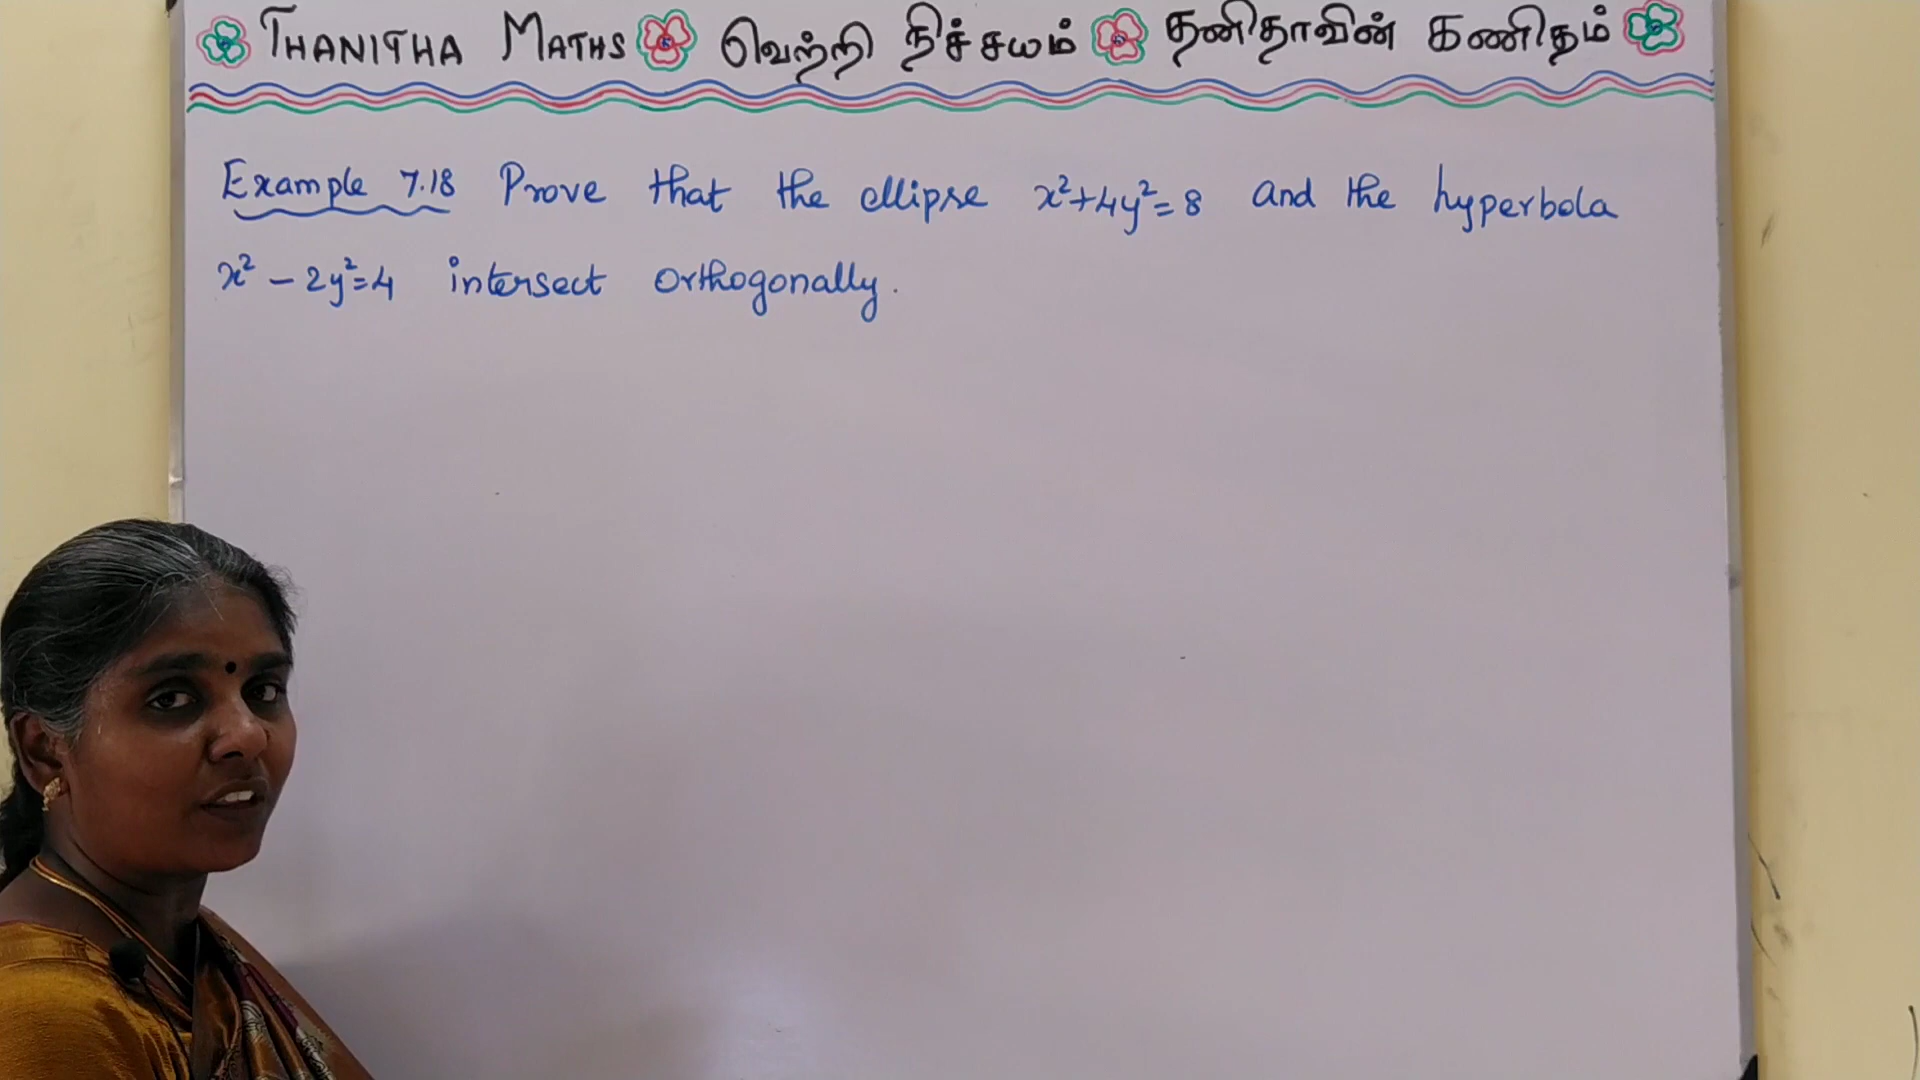 THANITHA MATHS வெற்றி நிச்சயம் தனிதாவின் கணிதம்
Example 7.18 Prove that the ellipse x²+4y²=8 and the hyperbola
x² - 2y²=4 intersect orthogonally.